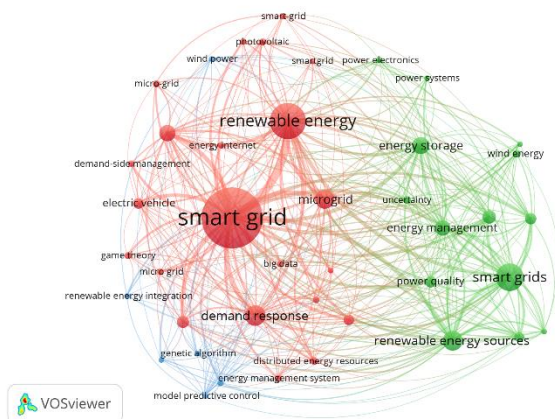 smart-grid
photovoltaic
wind power
smartgrid
power electronics
power systems
micro-grid
renewable energy
energy internet
energy storage
wind energy
demand-side management
electric vehicle
microgrid
uncertainty
smart grid
energy management
game theory
big data
micro grid
smart grids
power quality
renewable energy integration
demand response
renewable energy sources
genetic algorithm
distributed energy resources
energy management system
model predictive control
VOSviewer